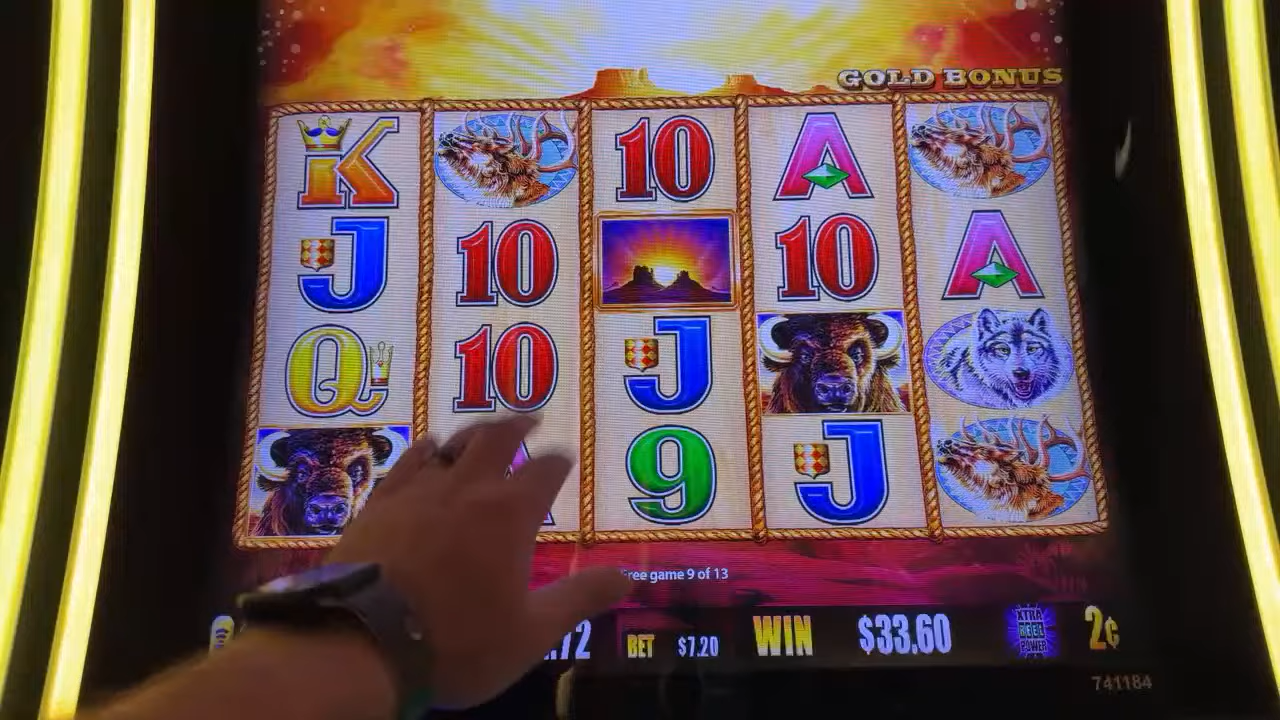 GOLD BONUS
K 10 A
J 10 10 A
Q 10 J
9 J
Free game 9 of 13
.72 BET $7.20 WIN $33.60 XTRA REEL POWER 2¢
741184